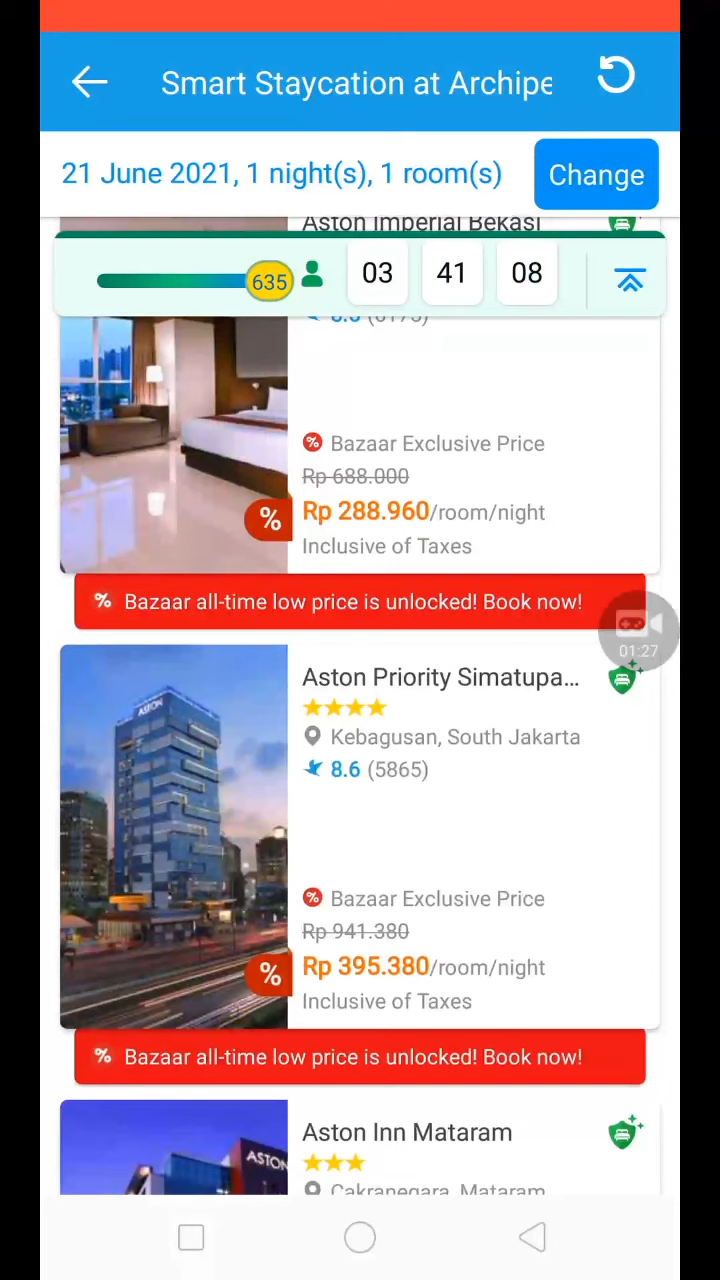 Smart Staycation at Archipe
21 June 2021, 1 night(s), 1 room(s)
Change
Aston Imperial Bekasi
635
03
41
08
8.6 (6175)
% Bazaar Exclusive Price
Rp 688.000
% Rp 288.960/room/night
Inclusive of Taxes
% Bazaar all-time low price is unlocked! Book now!
01:27
Aston Priority Simatupa...
Kebagusan, South Jakarta
ASTON
8.6 (5865)
% Bazaar Exclusive Price
Rp 941.380
% Rp 395.380/room/night
Inclusive of Taxes
% Bazaar all-time low price is unlocked! Book now!
Aston Inn Mataram
ASTON
Cakranegara, Mataram